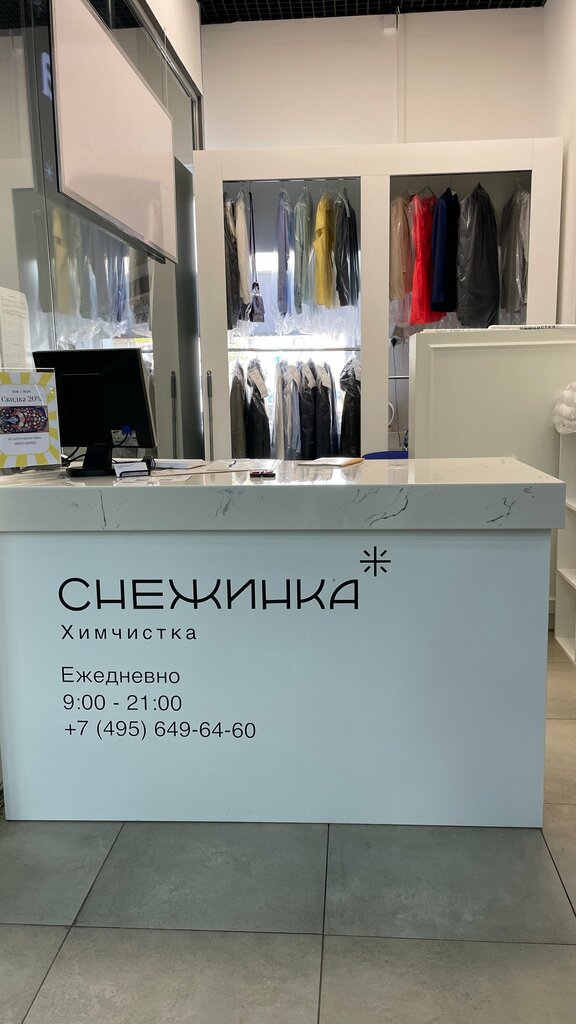 Скидка 20%
СНЕЖИНКА
Химчистка
Ежедневно
9:00 - 21:00
+7 (495) 649-64-60